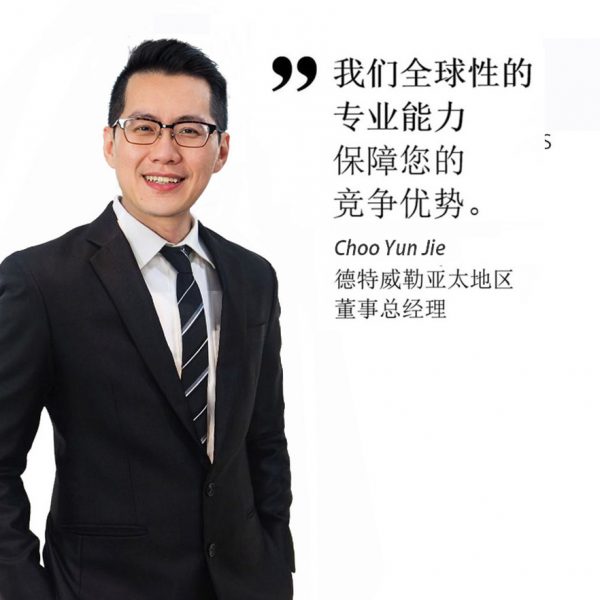 ❞ 我们全球性的
专业能力
s
保障您的
竞争优势。
Choo Yun Jie
德特威勒亚太地区
董事总经理